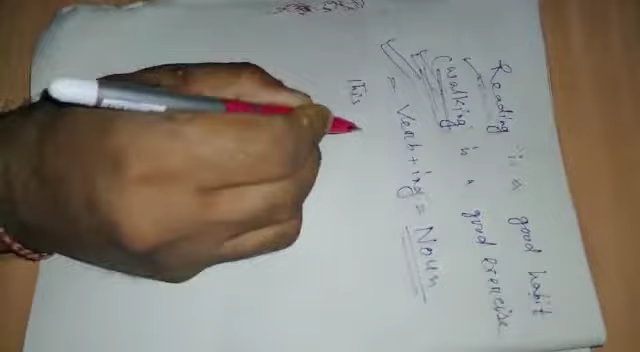 Reading is a good habit
(walking is a good exercise
= Verb + ing = Noun
This